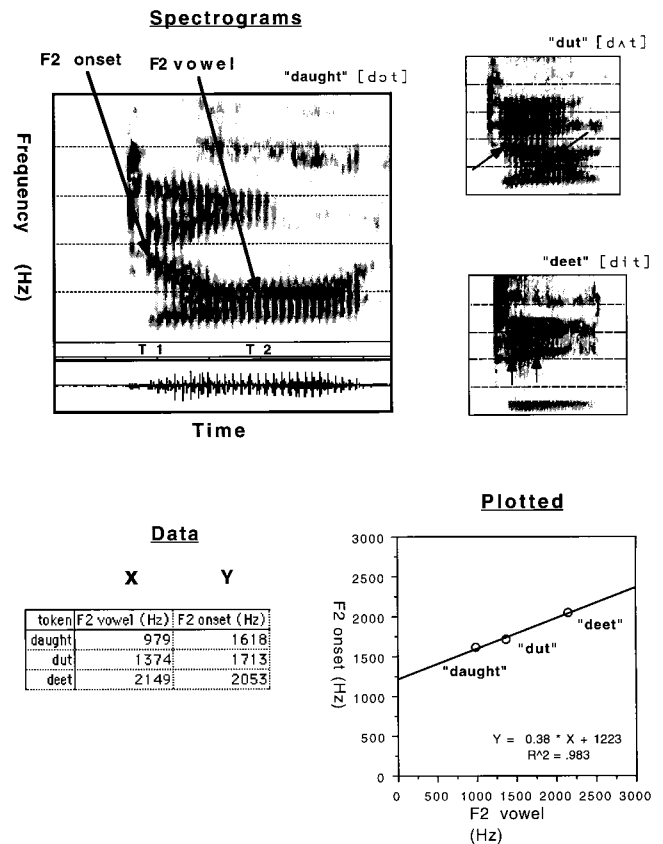 Spectrograms
F2 onset
F2 vowel
"daught" [dɔt]
Frequency (Hz)
T 1
T 2
Time
"dut" [dʌt]
"deet" [dit]
Data
X Y
token F2 vowel (Hz) F2 onset (Hz)
daught 979 1618
dut 1374 1713
deet 2149 2053
Plotted
F2 onset (Hz)
3000
2500
2000
1500
1000
500
0
"deet"
"dut"
"daught"
Y = 0.38 * X + 1223
R^2 = .983
0 500 1000 1500 2000 2500 3000
F2 vowel
(Hz)